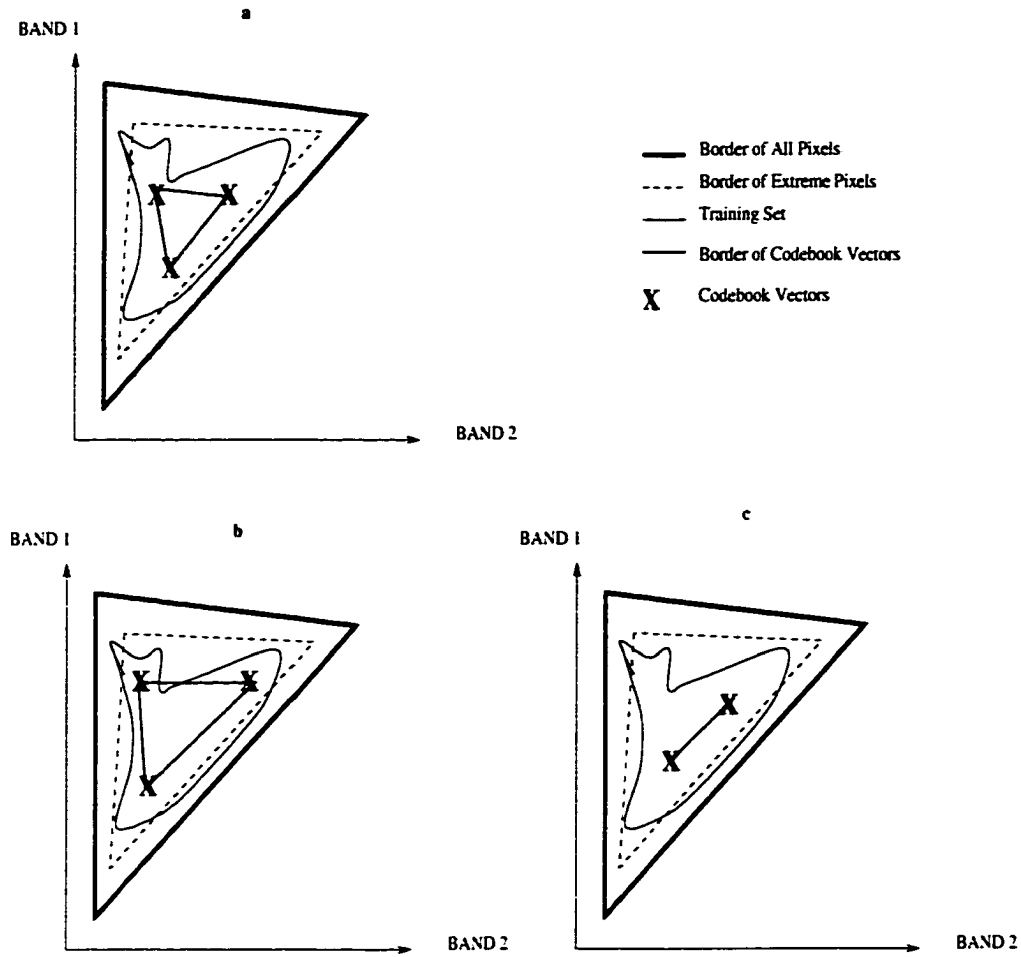 a
BAND 1
Border of All Pixels
Border of Extreme Pixels
Training Set
Border of Codebook Vectors
X Codebook Vectors
X X
X
BAND 2
b
BAND 1
X X
X
BAND 2
c
BAND 1
X
X
BAND 2